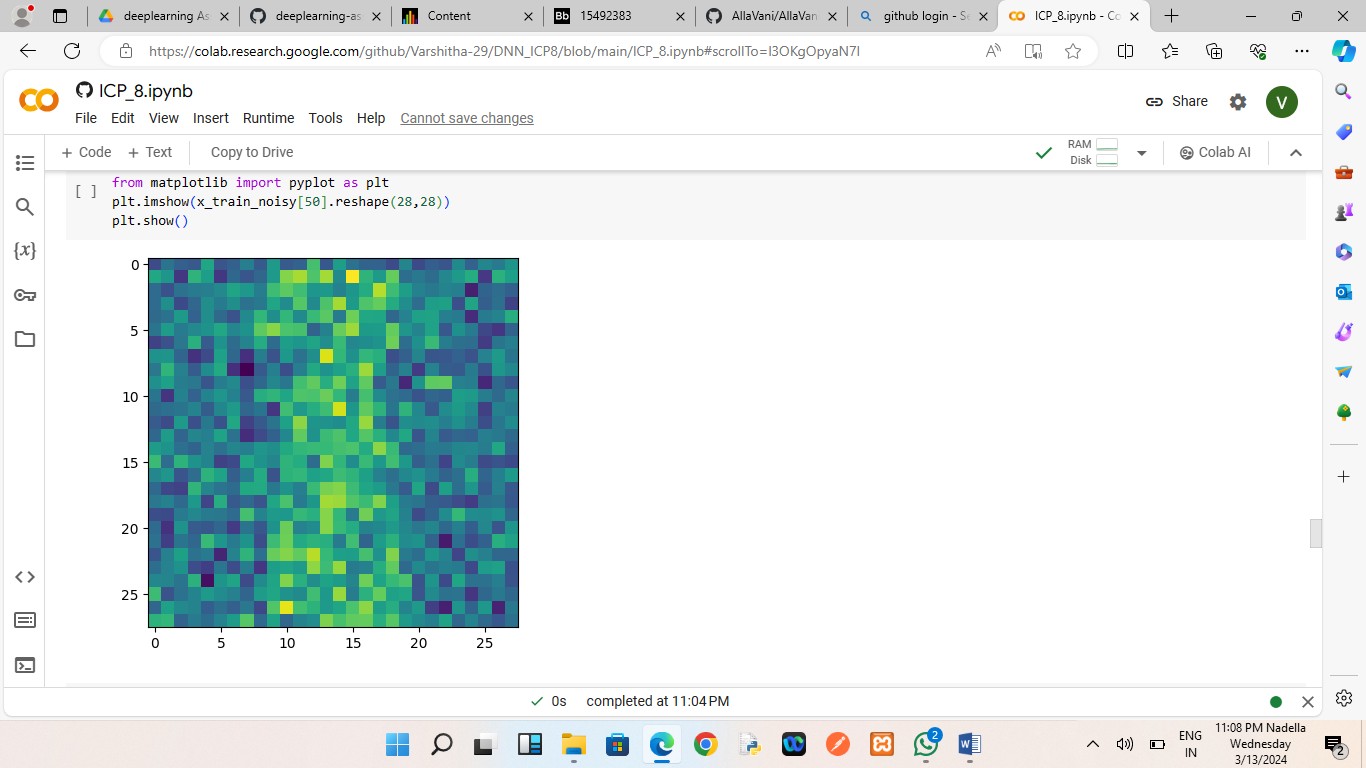 deeplearning As
deeplearning-as
Content
Bb 15492383
AllaVani/AllaVan
github login - Se
ICP_8.ipynb - Co
https://colab.research.google.com/github/Varshitha-29/DNN_ICP8/blob/main/ICP_8.ipynb#scrollTo=I3OKgOpyaN7I
ICP_8.ipynb
Share
V
File Edit View Insert Runtime Tools Help Cannot save changes
+ Code + Text Copy to Drive
RAM
Disk
Colab AI
{x}
[ ]
from matplotlib import pyplot as plt
plt.imshow(x_train_noisy[50].reshape(28,28))
plt.show()
0
5
10
15
20
25
0 5 10 15 20 25
0s completed at 11:04 PM
2
ENG
IN
11:08 PM Nadella
Wednesday
3/13/2024
2